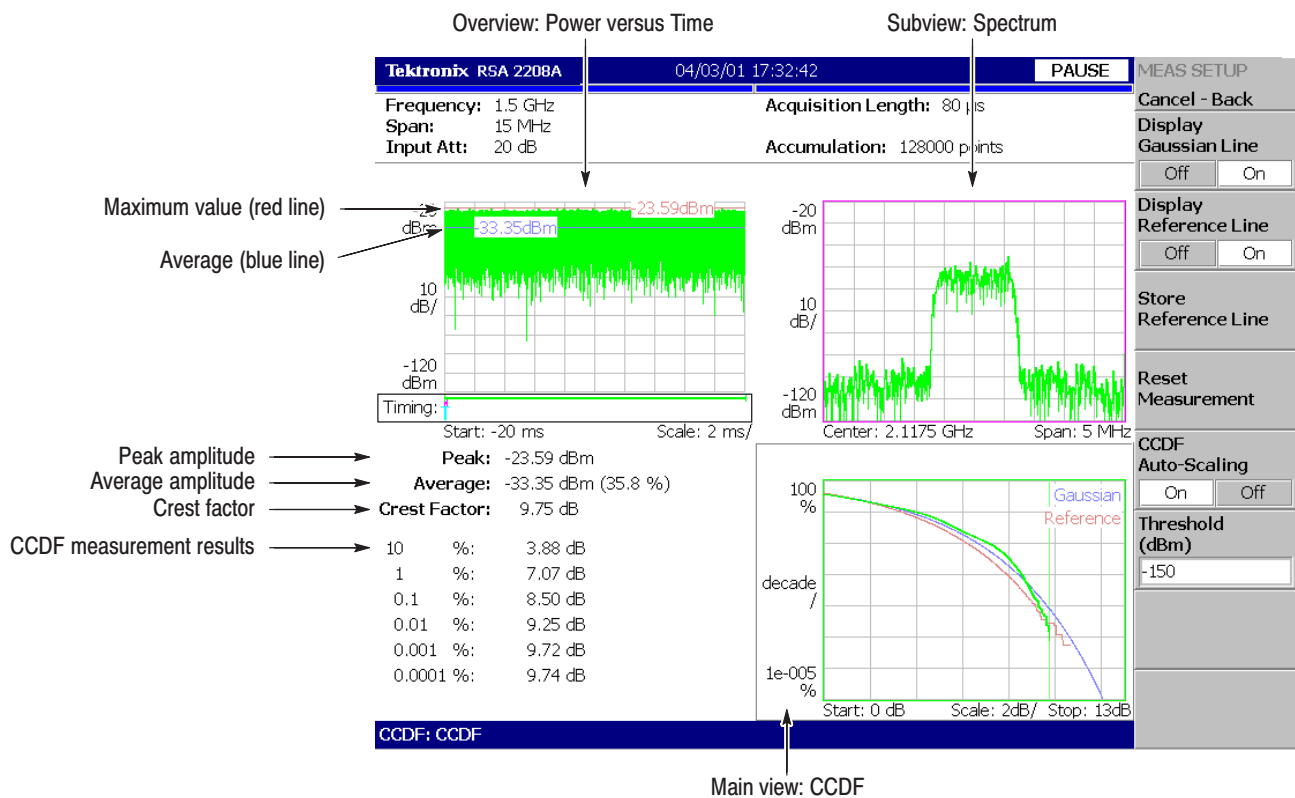 Overview: Power versus Time
Subview: Spectrum
Tektronix RSA 2208A
04/03/01 17:32:42
PAUSE
MEAS SETUP
Frequency: 1.5 GHz
Acquisition Length: 80 µs
Cancel - Back
Span: 15 MHz
Input Att: 20 dB
Accumulation: 128000 points
Display
Gaussian Line
Off On
Display
Reference Line
Off On
Store
Reference Line
Reset
Measurement
CCDF
Auto-Scaling
On Off
Threshold
(dBm)
-150
Maximum value (red line)
Average (blue line)
dBm
-23.59dBm
-33.35dBm
10
dB/
-120
dBm
Timing:
Start: -20 ms
Scale: 2 ms/
-20
dBm
10
dB/
-120
dBm
Center: 2.1175 GHz
Span: 5 MHz
Peak amplitude
Peak: -23.59 dBm
Average amplitude
Average: -33.35 dBm (35.8 %)
Crest factor
Crest Factor: 9.75 dB
CCDF measurement results
10 %: 3.88 dB
1 %: 7.07 dB
0.1 %: 8.50 dB
0.01 %: 9.25 dB
0.001 %: 9.72 dB
0.0001 %: 9.74 dB
100
%
Gaussian
Reference
decade
/
1e-005
%
Start: 0 dB
Scale: 2dB/
Stop: 13dB
CCDF: CCDF
Main view: CCDF